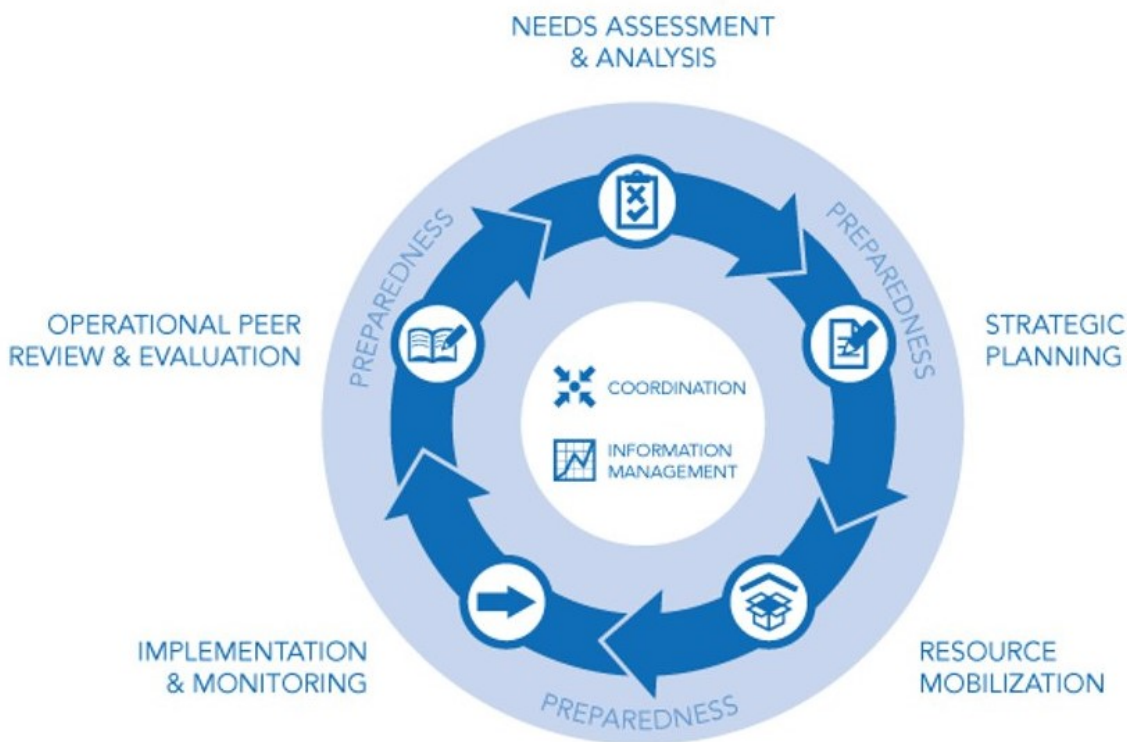 NEEDS ASSESSMENT
& ANALYSIS
PREPAREDNESS
PREPAREDNESS
OPERATIONAL PEER
REVIEW & EVALUATION
STRATEGIC
PLANNING
COORDINATION
INFORMATION
MANAGEMENT
IMPLEMENTATION
& MONITORING
RESOURCE
MOBILIZATION
PREPAREDNESS